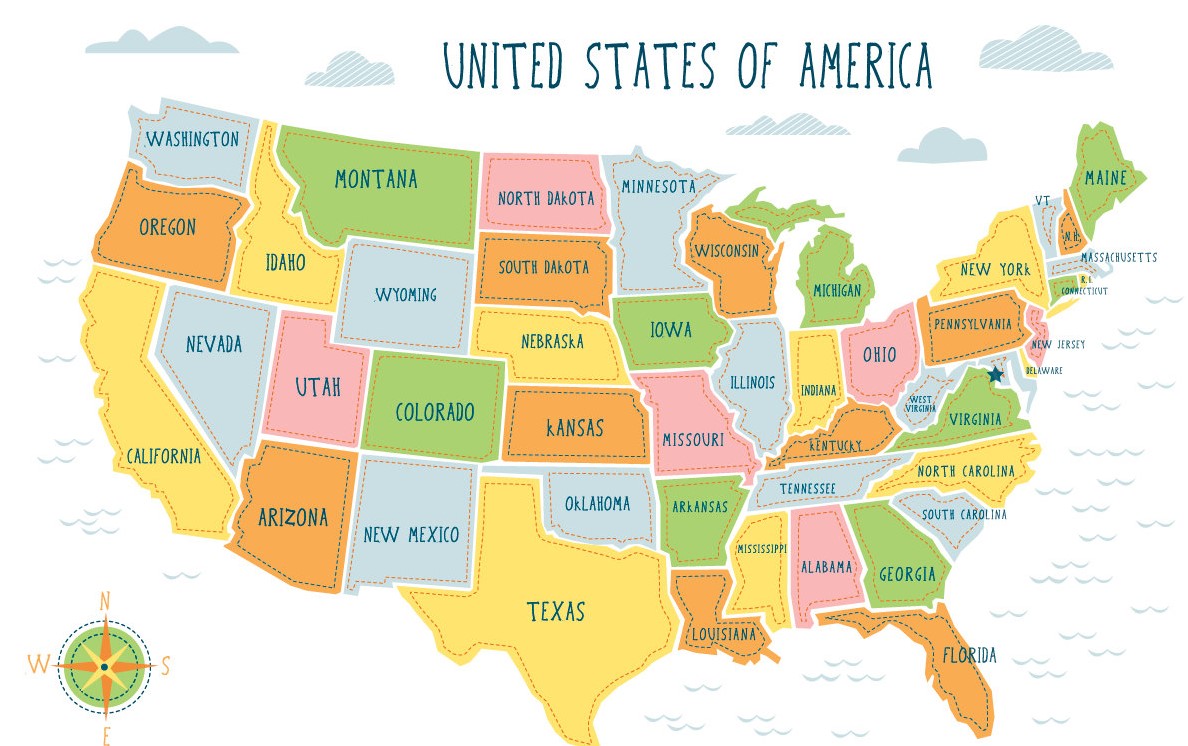 UNITED STATES OF AMERICA
WASHINGTON
MONTANA
NORTH DAKOTA
MINNESOTA
MAINE
VT
N.H.
OREGON
IDAHO
WYOMING
SOUTH DAKOTA
WISCONSIN
MICHIGAN
NEW YORK
MASSACHUSETTS
R.I.
CONNECTICUT
NEVADA
UTAH
COLORADO
NEBRASKA
IOWA
ILLINOIS
INDIANA
OHIO
PENNSYLVANIA
NEW JERSEY
DELAWARE
CALIFORNIA
KANSAS
MISSOURI
KENTUCKY
WEST
VIRGINIA
VIRGINIA
ARIZONA
NEW MEXICO
OKLAHOMA
ARKANSAS
TENNESSEE
NORTH CAROLINA
SOUTH CAROLINA
TEXAS
LOUISIANA
MISSISSIPPI
ALABAMA
GEORGIA
FLORIDA
N
W
S
E